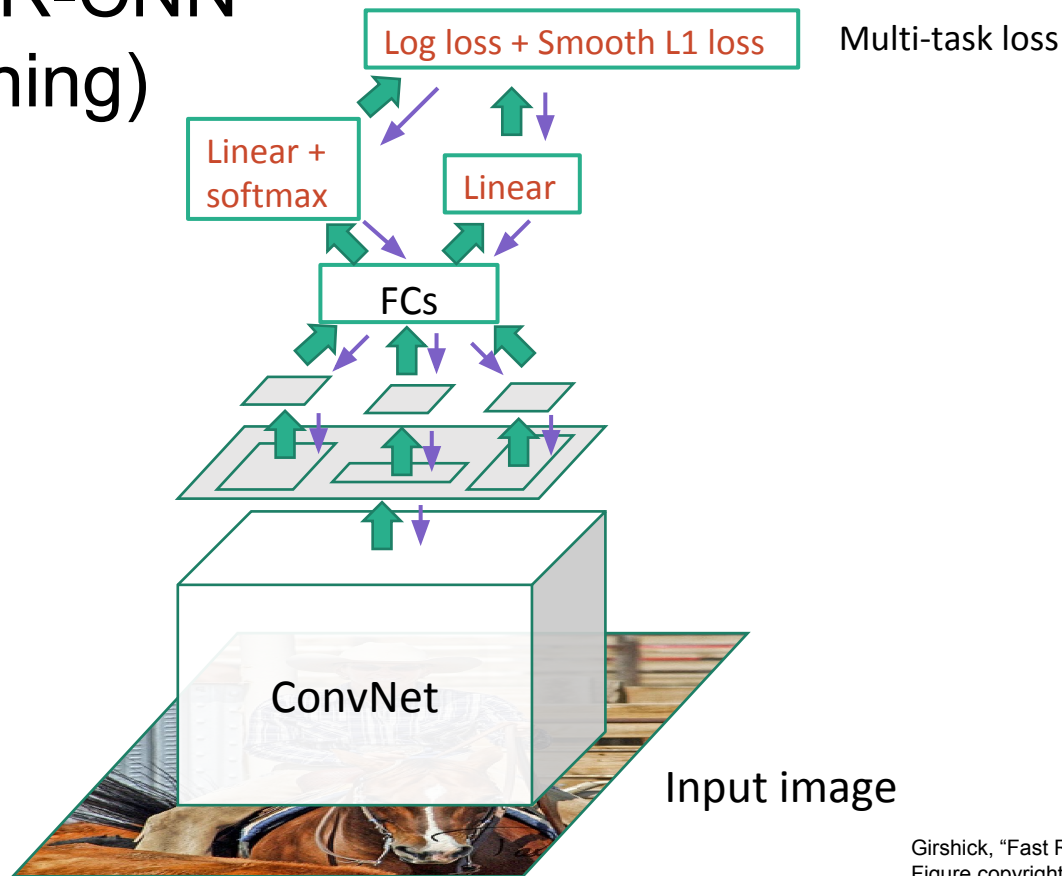 R-CNN
ning)
Log loss + Smooth L1 loss
Multi-task loss
Linear +
softmax
Linear
FCs
ConvNet
Input image
Girshick, “Fast R
Figure copyright